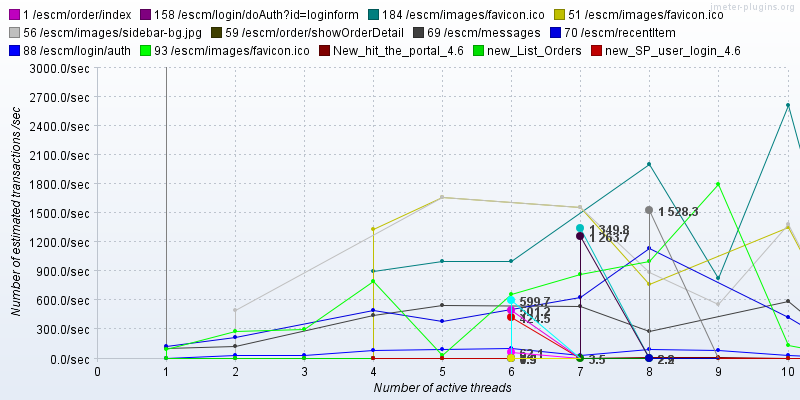 jmeter-plugins.org
1 /escm/order/index 158 /escm/login/doAuth?id=loginform 184 /escm/images/favicon.ico 51 /escm/images/favicon.ico
56 /escm/images/sidebar-bg.jpg 59 /escm/order/showOrderDetail 69 /escm/messages 70 /escm/recentItem
88 /escm/login/auth 93 /escm/images/favicon.ico New_hit_the_portal_4.6 new_List_Orders new_SP_user_login_4.6
3000.0/sec
2700.0/sec
2400.0/sec
2100.0/sec
1800.0/sec
1500.0/sec
1200.0/sec
900.0/sec
600.0/sec
300.0/sec
0.0/sec
Number of estimated transactions /sec
1 528.3
1 349.8
1 263.7
599.7
424.5
3.5
0 1 2 3 4 5 6 7 8 9 10
Number of active threads